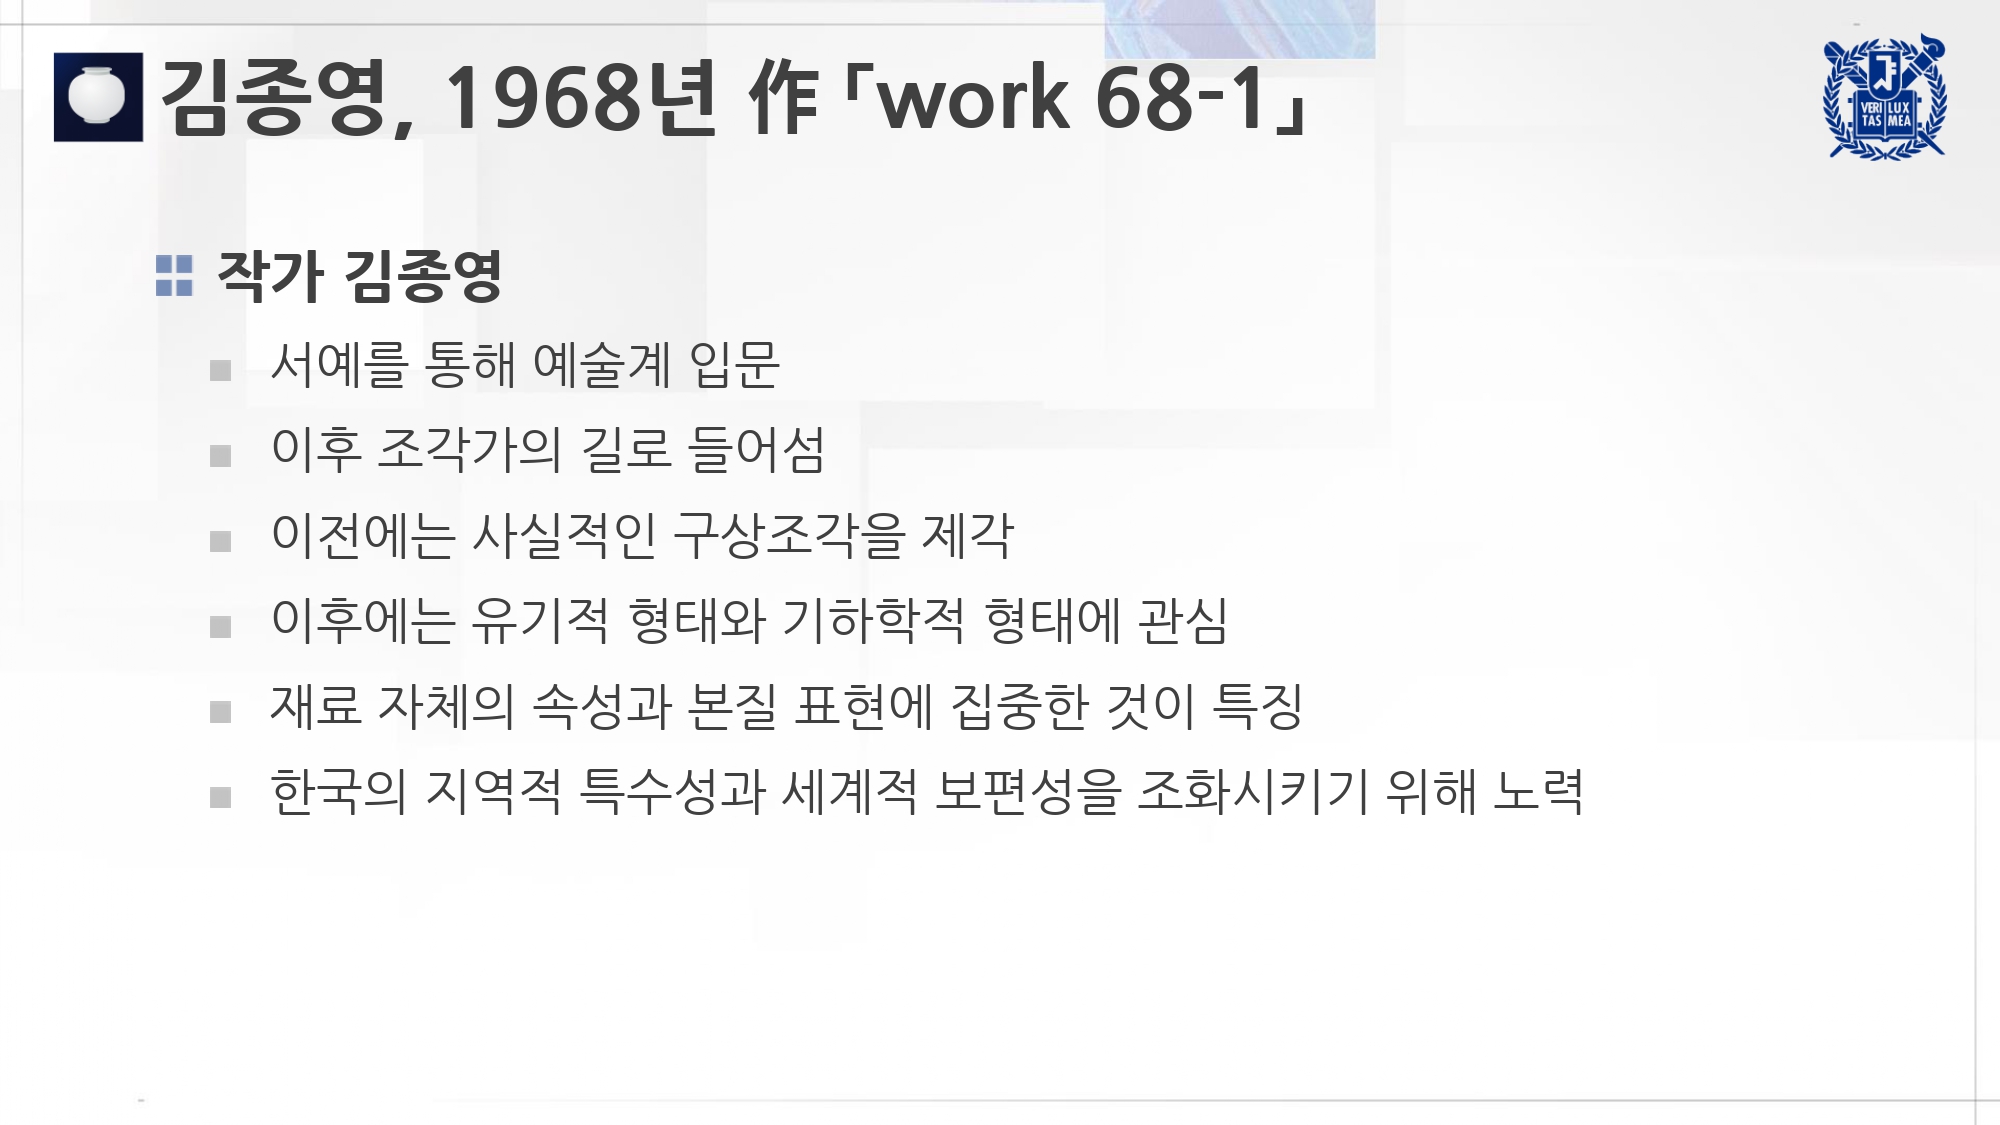 김종영, 1968년 作「work 68-1」
VERI LUX
TAS MEA
작가 김종영
서예를 통해 예술계 입문
이후 조각가의 길로 들어섬
이전에는 사실적인 구상조각을 제각
이후에는 유기적 형태와 기하학적 형태에 관심
재료 자체의 속성과 본질 표현에 집중한 것이 특징
한국의 지역적 특수성과 세계적 보편성을 조화시키기 위해 노력